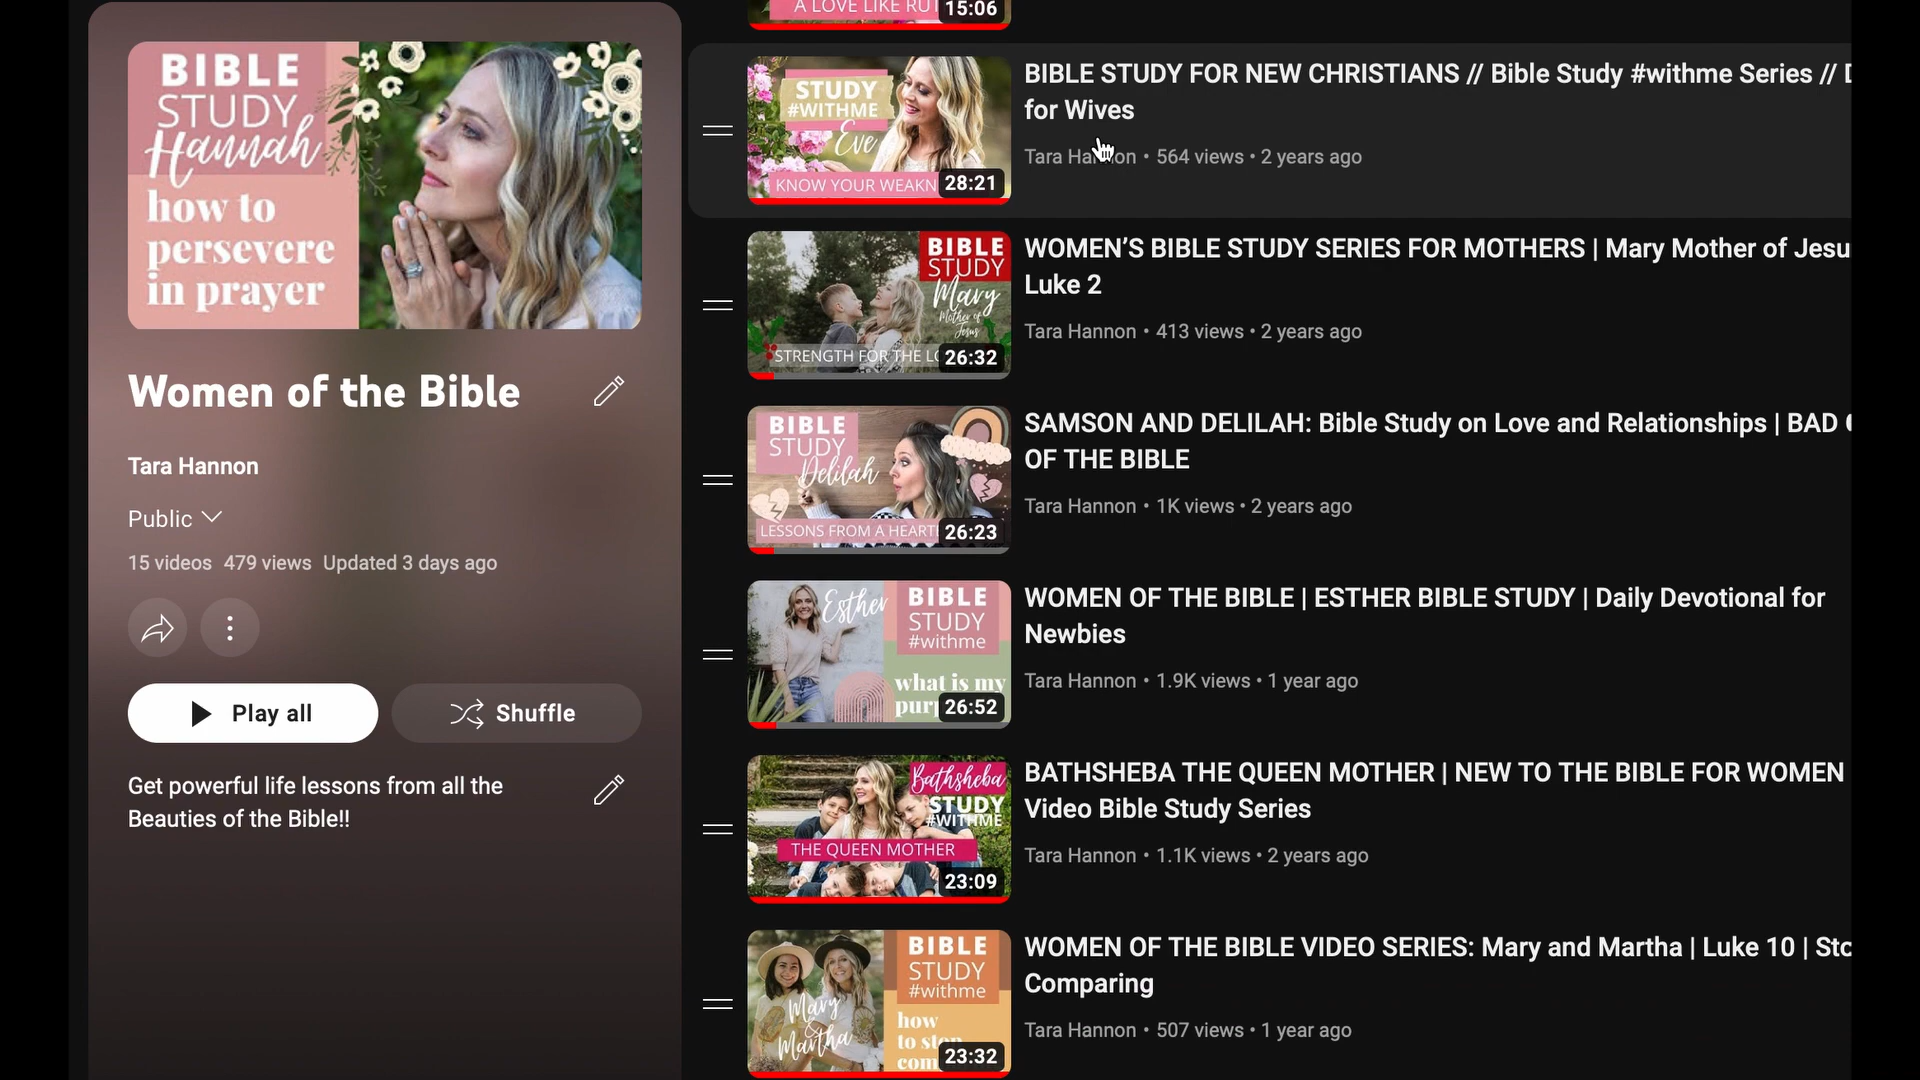 BIBLE
STUDY
Hannah
how to
persevere
in prayer
Women of the Bible
Tara Hannon
Public
15 videos 479 views Updated 3 days ago
Play all
Shuffle
Get powerful life lessons from all the
Beauties of the Bible!!
A LOVE LIKE
15:06
STUDY
#WITHME
Eve
KNOW YOUR
28:21
BIBLE STUDY FOR NEW CHRISTIANS // Bible Study #withme Series //
for Wives
Tara Hannon • 564 views • 2 years ago
BIBLE
STUDY
Mary
Mother of
Jesus
STRENGTH FOR THE
26:32
WOMEN’S BIBLE STUDY SERIES FOR MOTHERS | Mary Mother of
Luke 2
Tara Hannon • 413 views • 2 years ago
BIBLE
STUDY
Delilah
LESSONS FROM A
26:23
SAMSON AND DELILAH: Bible Study on Love and Relationships | BAD
OF THE BIBLE
Tara Hannon • 1K views • 2 years ago
Esther
BIBLE
STUDY
#withme
what is my
26:52
WOMEN OF THE BIBLE | ESTHER BIBLE STUDY | Daily Devotional for
Newbies
Tara Hannon • 1.9K views • 1 year ago
Bathsheba
STUDY
#WITHME
THE QUEEN MOTHER
23:09
BATHSHEBA THE QUEEN MOTHER | NEW TO THE BIBLE FOR WOMEN
Video Bible Study Series
Tara Hannon • 1.1K views • 2 years ago
Mary
&
Martha
BIBLE
STUDY
#withme
how
to
23:32
WOMEN OF THE BIBLE VIDEO SERIES: Mary and Martha | Luke 10 |
Comparing
Tara Hannon • 507 views • 1 year ago